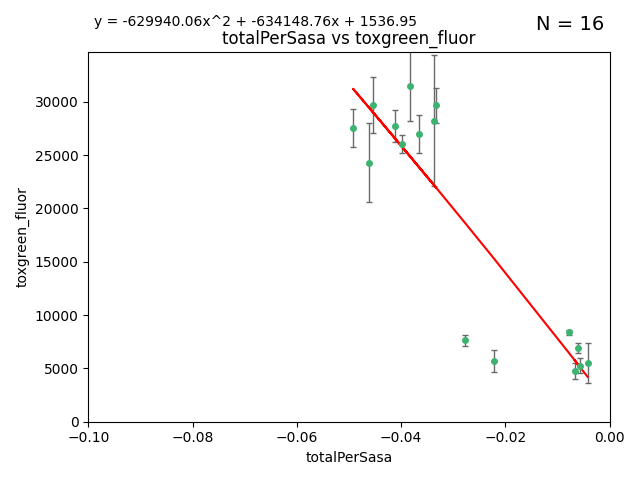 y = -629940.06x^2 + -634148.76x + 1536.95
N = 16
totalPerSasa vs toxgreen_fluor
toxgreen_fluor
30000
25000
20000
15000
10000
5000
0
−0.10
−0.08
−0.06
−0.04
−0.02
0.00
totalPerSasa